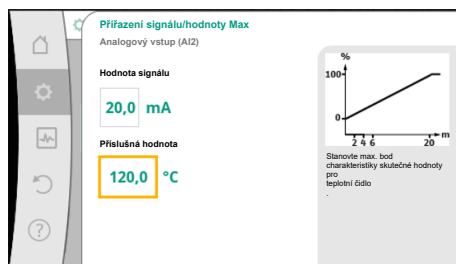 Přiřazení signálu/hodnoty Max
Analogový vstup (AI2)
Hodnota signálu
20,0 mA
Příslušná hodnota
120,0 °C
%
100
0
2 4 6 20 m
Stanovte max. bod
charakteristiky skutečné hodnoty
pro
teplotní čidlo
.